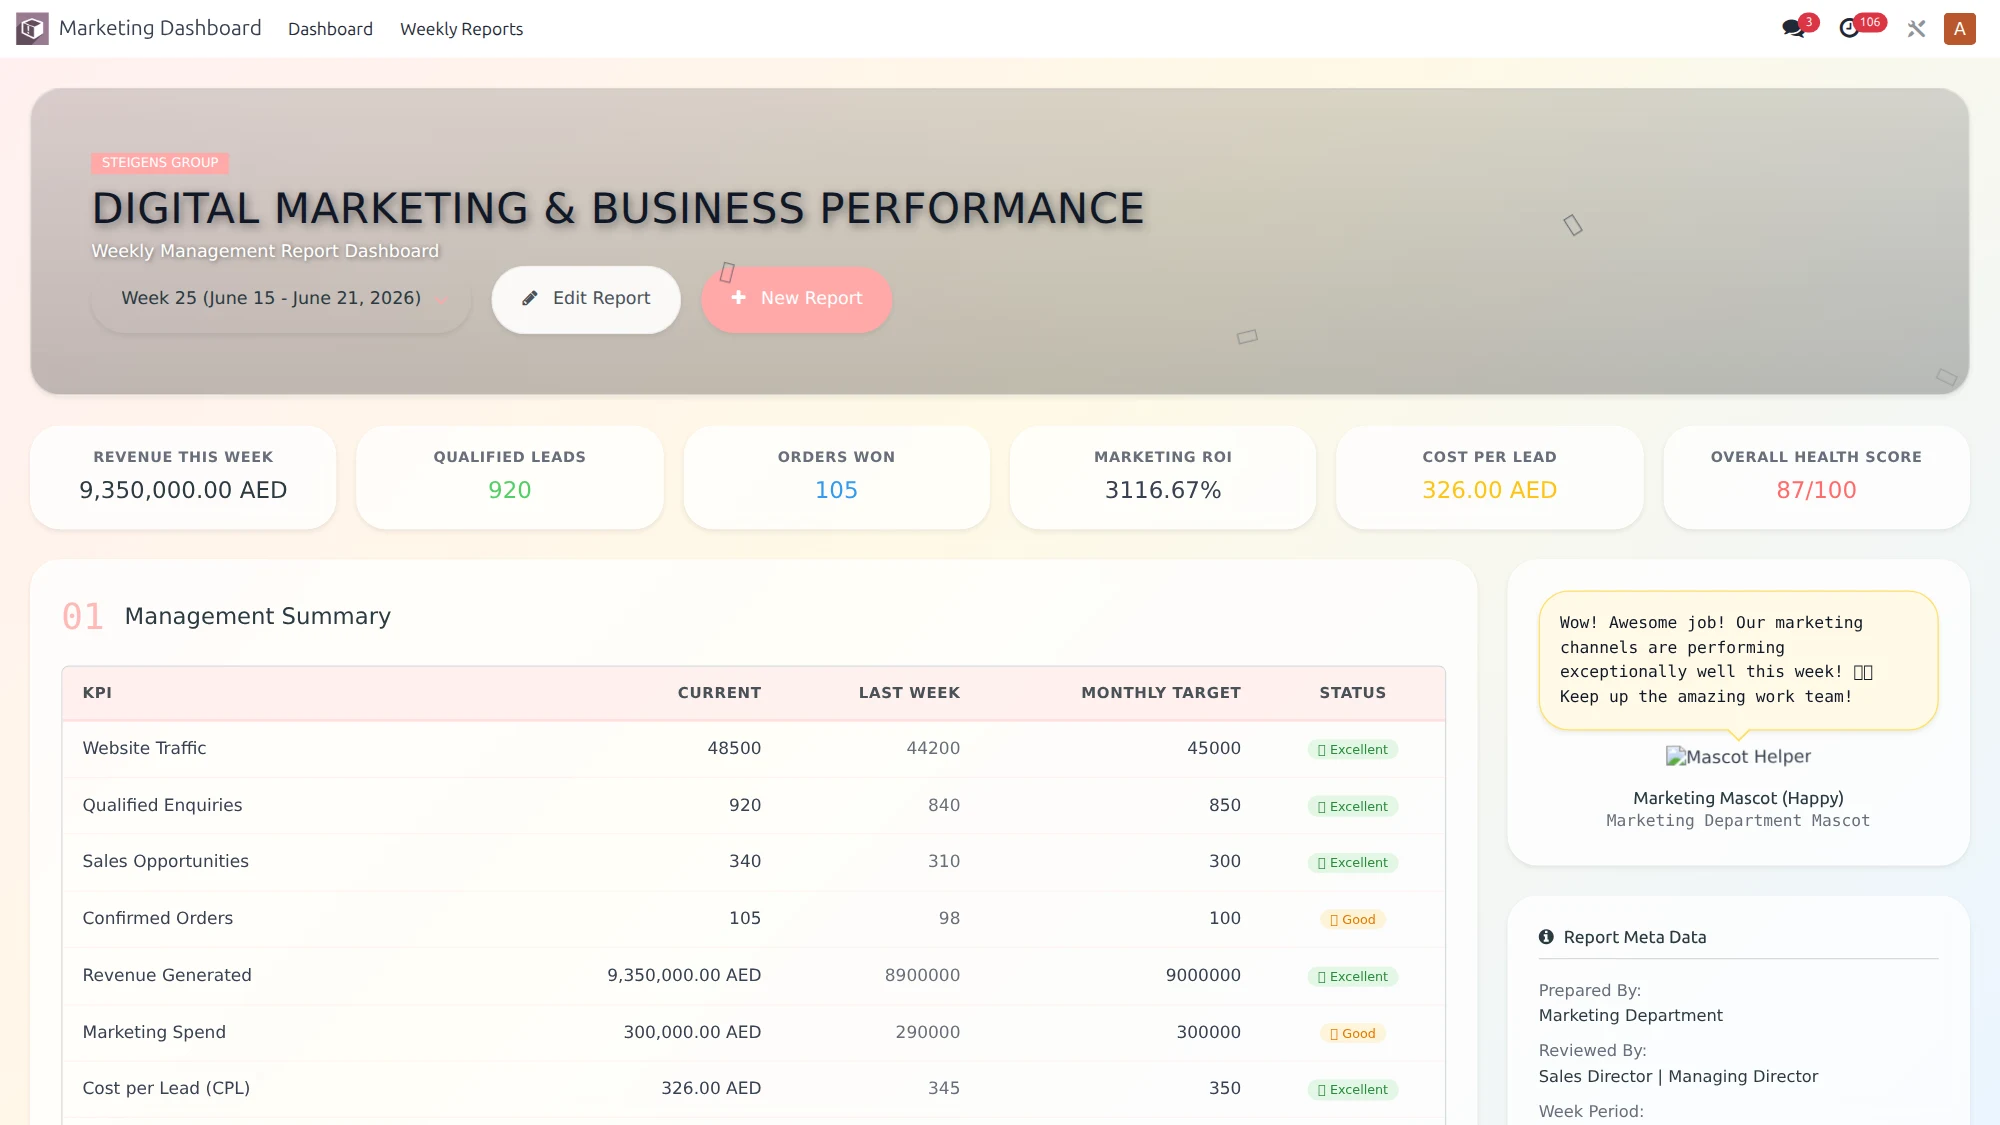 Marketing Dashboard
Dashboard
Weekly Reports
3
106
A
STEIGENS GROUP
DIGITAL MARKETING & BUSINESS PERFORMANCE
Weekly Management Report Dashboard
Week 25 (June 15 - June 21, 2026)
Edit Report
New Report
REVENUE THIS WEEK
9,350,000.00 AED
QUALIFIED LEADS
920
ORDERS WON
105
MARKETING ROI
3116.67%
COST PER LEAD
326.00 AED
OVERALL HEALTH SCORE
87/100
01 Management Summary
KPI CURRENT LAST WEEK MONTHLY TARGET STATUS
Website Traffic 48500 44200 45000 Excellent
Qualified Enquiries 920 840 850 Excellent
Sales Opportunities 340 310 300 Excellent
Confirmed Orders 105 98 100 Good
Revenue Generated 9,350,000.00 AED 8900000 9000000 Excellent
Marketing Spend 300,000.00 AED 290000 300000 Good
Cost per Lead (CPL) 326.00 AED 345 350 Excellent
Wow! Awesome job! Our marketing
channels are performing
exceptionally well this week!
Keep up the amazing work team!
Mascot Helper
Marketing Mascot (Happy)
Marketing Department Mascot
Report Meta Data
Prepared By:
Marketing Department
Reviewed By:
Sales Director | Managing Director
Week Period: